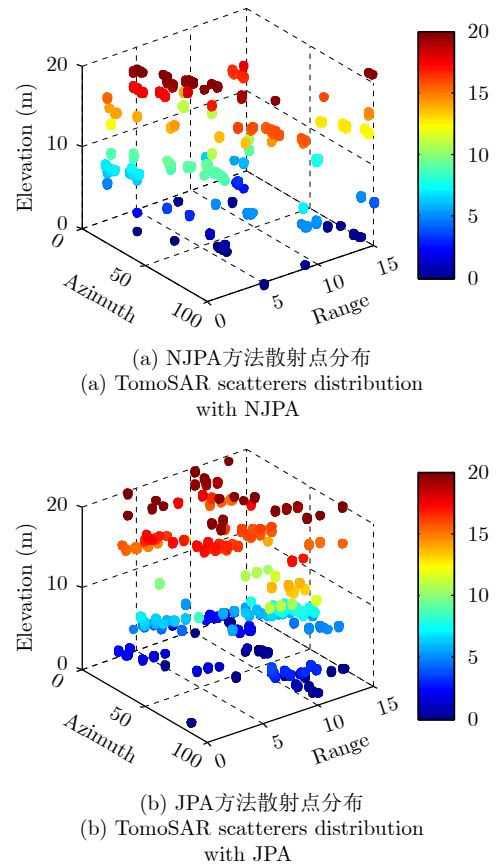 20
10
0
Elevation (m)
0
50
100
Azimuth
0
5
10
15
Range
20
15
10
5
0
(a) NJPA方法散射点分布
(a) TomoSAR scatterers distribution
with NJPA
20
10
0
Elevation (m)
0
50
100
Azimuth
0
5
10
15
Range
20
15
10
5
0
(b) JPA方法散射点分布
(b) TomoSAR scatterers distribution
with JPA